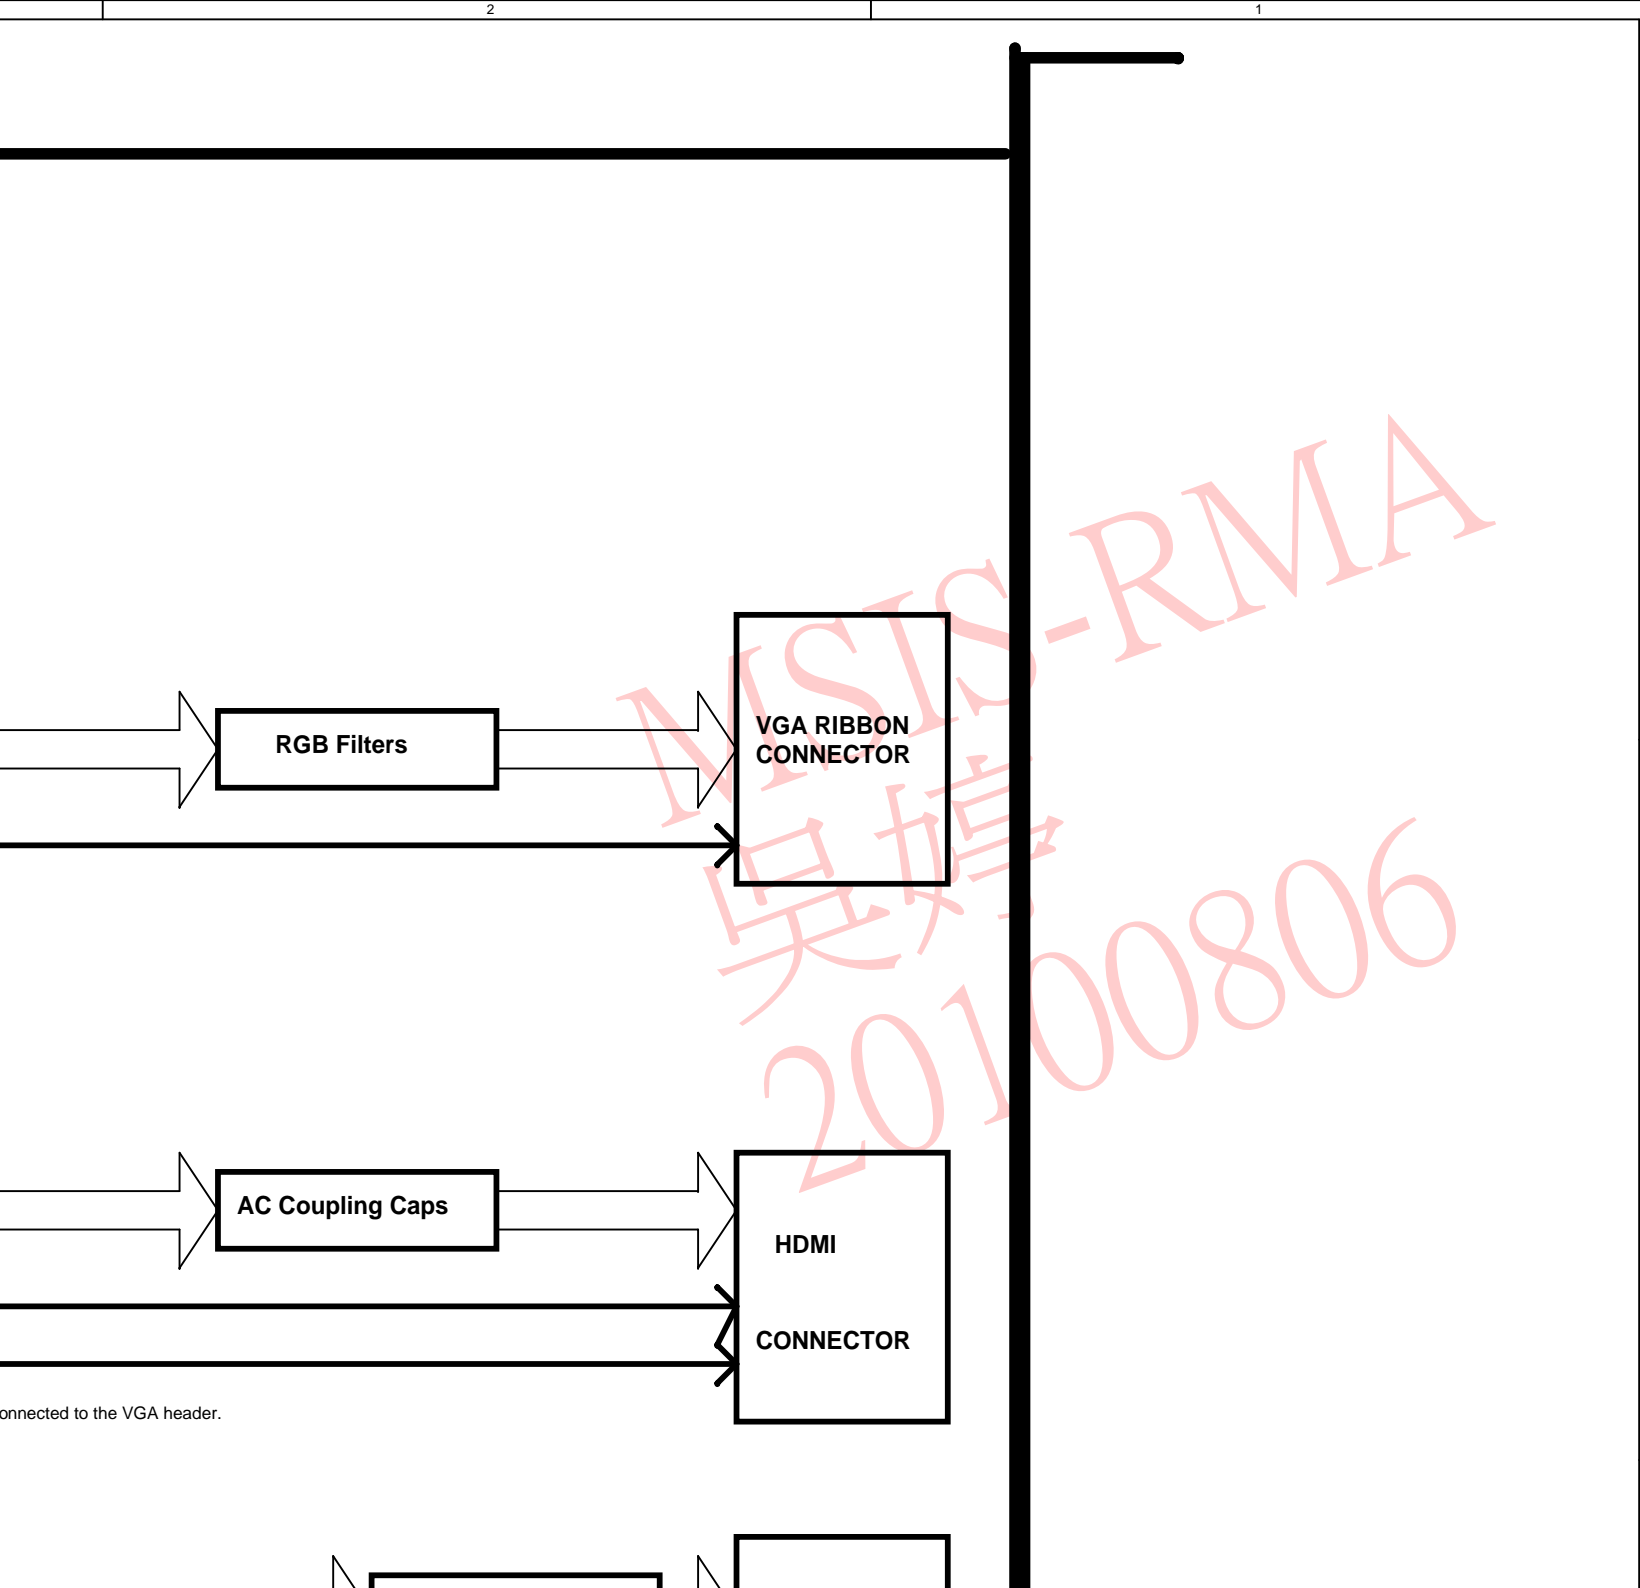 2
1
MSIS-RMA
吳婷
20100806
VGA RIBBON
CONNECTOR
RGB Filters
AC Coupling Caps
HDMI
CONNECTOR
onnected to the VGA header.